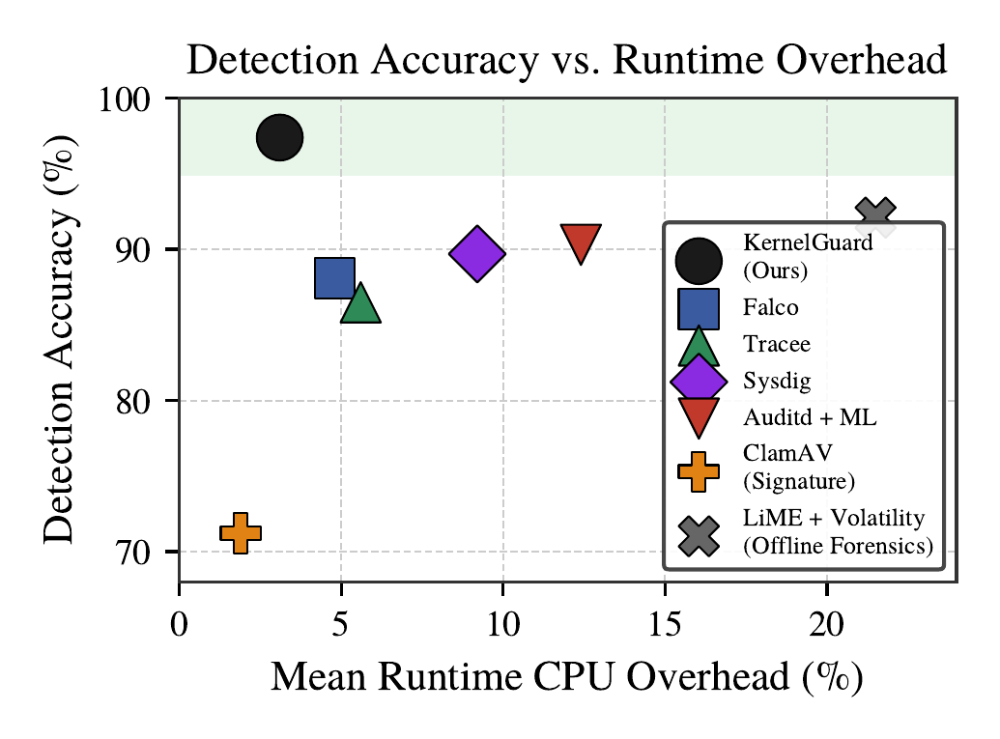 Detection Accuracy vs. Runtime Overhead
Detection Accuracy (%)
100
90
80
70
KernelGuard
(Ours)
Falco
Tracee
Sysdig
Auditd + ML
ClamAV
(Signature)
LiME + Volatility
(Offline Forensics)
0 5 10 15 20
Mean Runtime CPU Overhead (%)